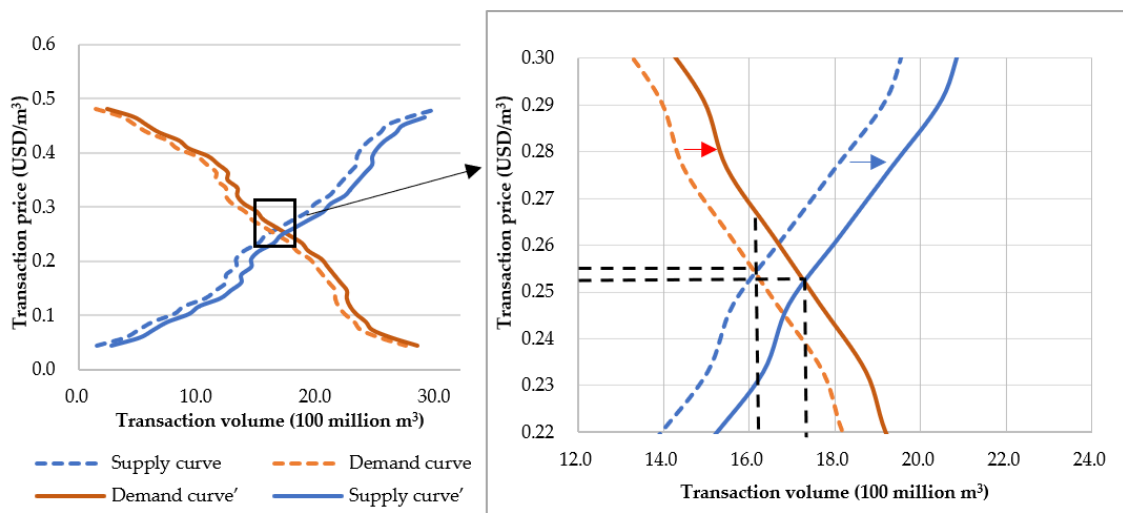 Transaction price (USD/m³)
0.6
0.5
0.4
0.3
0.2
0.1
0.0
0.0 10.0 20.0 30.0
Transaction volume (100 million m³)
Supply curve Demand curve
Demand curve’ Supply curve’
Transaction price (USD/m³)
0.30
0.29
0.28
0.27
0.26
0.25
0.24
0.23
0.22
12.0 14.0 16.0 18.0 20.0 22.0 24.0
Transaction volume (100 million m³)